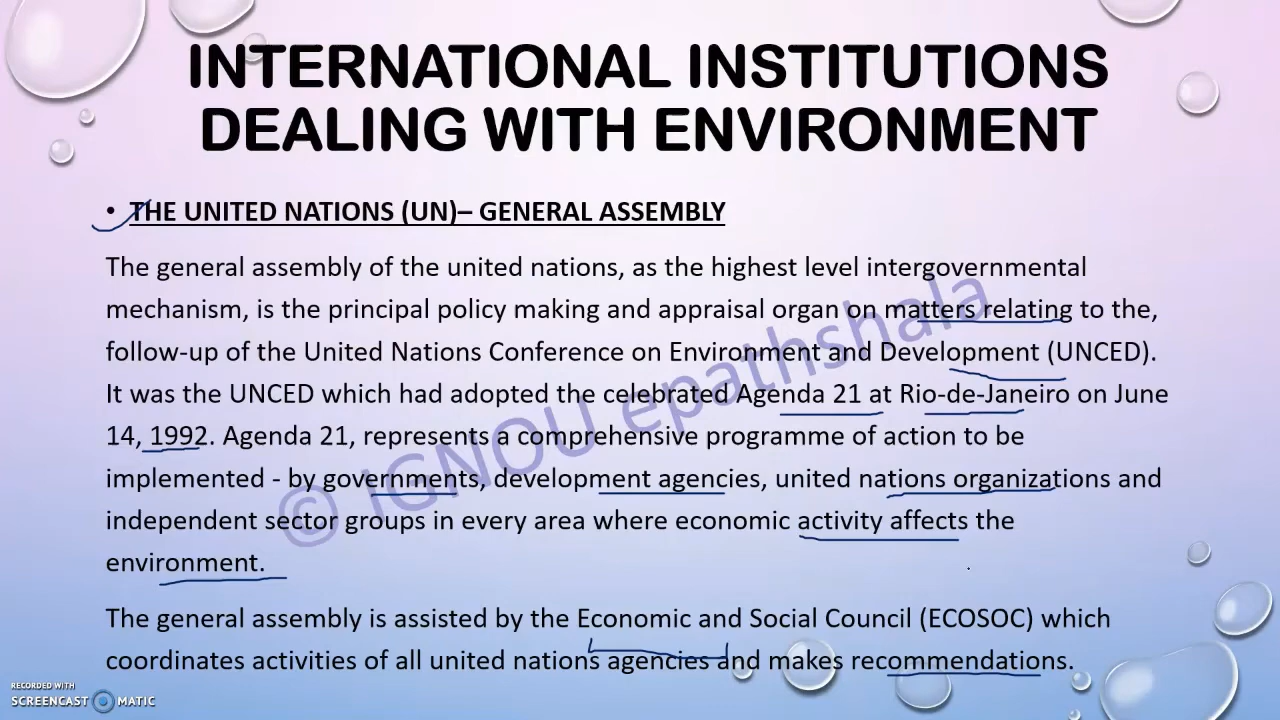 INTERNATIONAL INSTITUTIONS
DEALING WITH ENVIRONMENT
• THE UNITED NATIONS (UN)– GENERAL ASSEMBLY
The general assembly of the united nations, as the highest level intergovernmental
mechanism, is the principal policy making and appraisal organ on matters relating to the,
follow-up of the United Nations Conference on Environment and Development (UNCED).
It was the UNCED which had adopted the celebrated Agenda 21 at Rio-de-Janeiro on June
14, 1992. Agenda 21, represents a comprehensive programme of action to be
implemented - by governments, development agencies, united nations organizations and
independent sector groups in every area where economic activity affects the
environment.
The general assembly is assisted by the Economic and Social Council (ECOSOC) which
coordinates activities of all united nations agencies and makes recommendations.
© IGNOU epathshala
RECORDED WITH
SCREENCAST MATIC